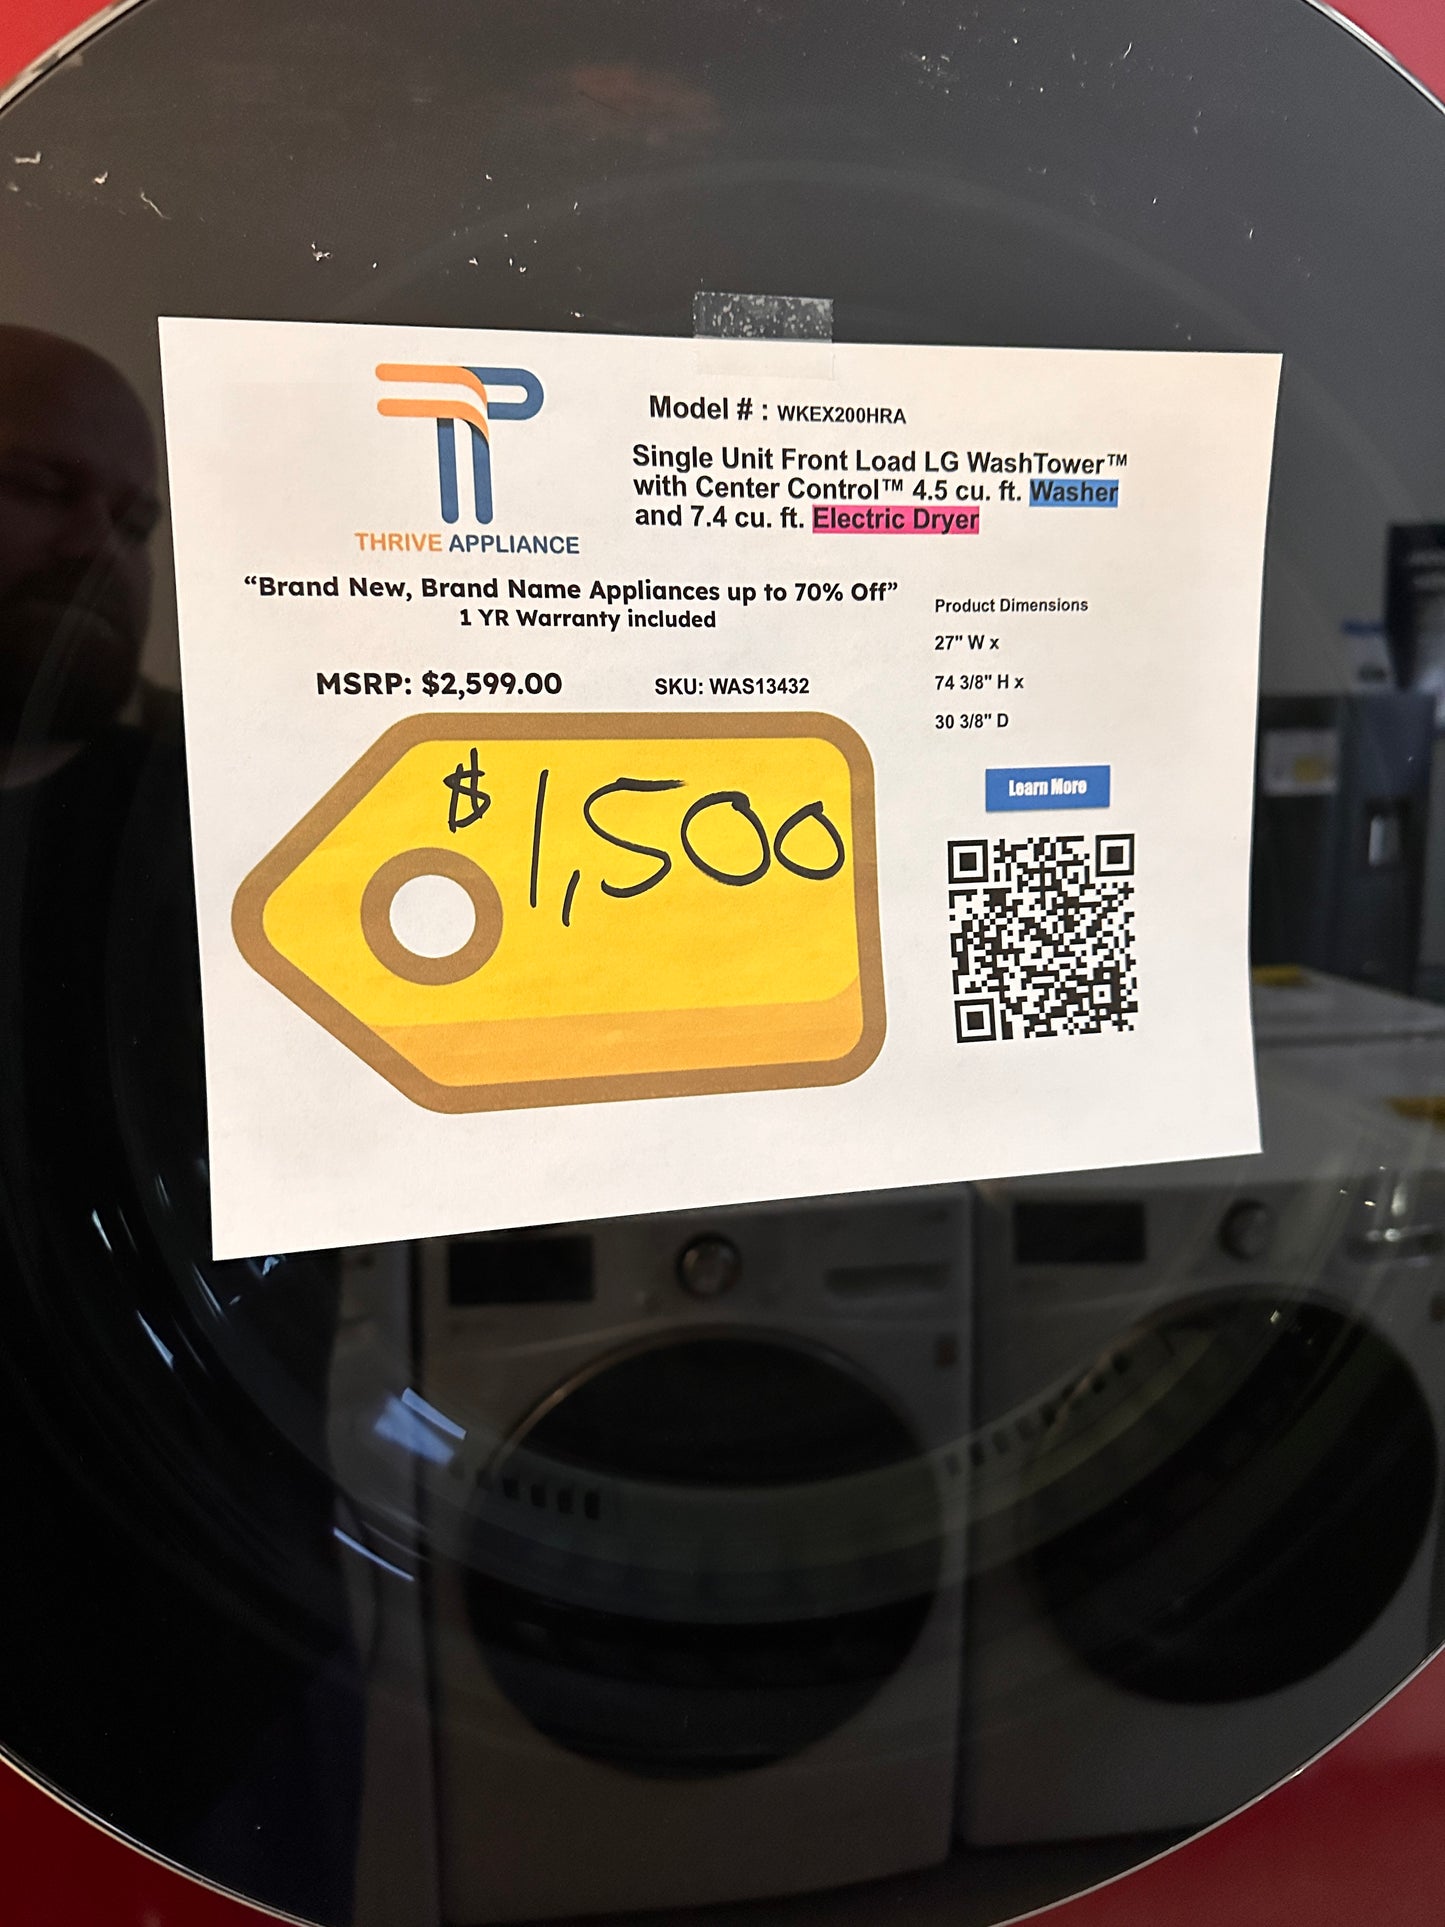 THRIVE APPLIANCE
Model # : WKEX200HRA
Single Unit Front Load LG WashTower™
with Center Control™ 4.5 cu. ft. Washer
and 7.4 cu. ft. Electric Dryer
“Brand New, Brand Name Appliances up to 70% Off”
1 YR Warranty included
MSRP: $2,599.00
SKU: WAS13432
$1,500
Product Dimensions
27" W x
74 3/8" H x
30 3/8" D
Learn More